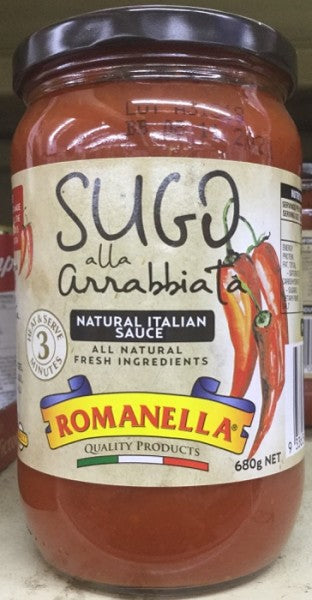 SUGO
alla
arrabbiata
NATURAL ITALIAN
SAUCE
ALL NATURAL
FRESH INGREDIENTS
HEAT & SERVE
3
MINUTES
ROMANELLA
QUALITY PRODUCTS
680g NET